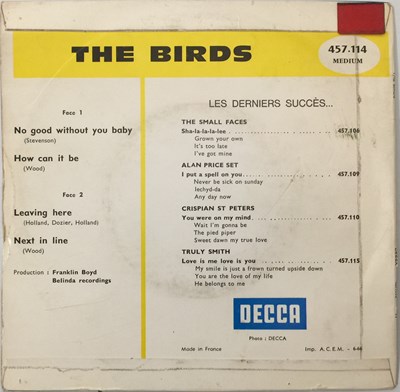 THE BIRDS
457.114
MEDIUM
Face 1
No good without you baby
(Stevenson)
How can it be
(Wood)
Face 2
Leaving here
(Holland, Dozier, Holland)
Next in line
(Wood)
Production : Franklin Boyd
Belinda recordings
LES DERNIERS SUCCÈS...
THE SMALL FACES
Sha-la-la-la-lee . . . . . . . . . . . . . . . 457.106
Grown your own
It's too late
I've got mine
ALAN PRICE SET
I put a spell on you . . . . . . . . . . . . . . . 457.109
Never be sick on sunday
Iechyd-da
Any day now
CRISPIAN ST PETERS
You were on my mind . . . . . . . . . . . . . . . 457.110
Wait I'm gonna be
The pied piper
Sweet dawn my true love
TRULY SMITH
Love is me love is you . . . . . . . . . . . . . . . 457.115
My smile is just a frown turned upside down
You are the love of my life
He belongs to me
DECCA
Photo : DECCA
Made in France
Imp. A.C.E.M. - 4-66